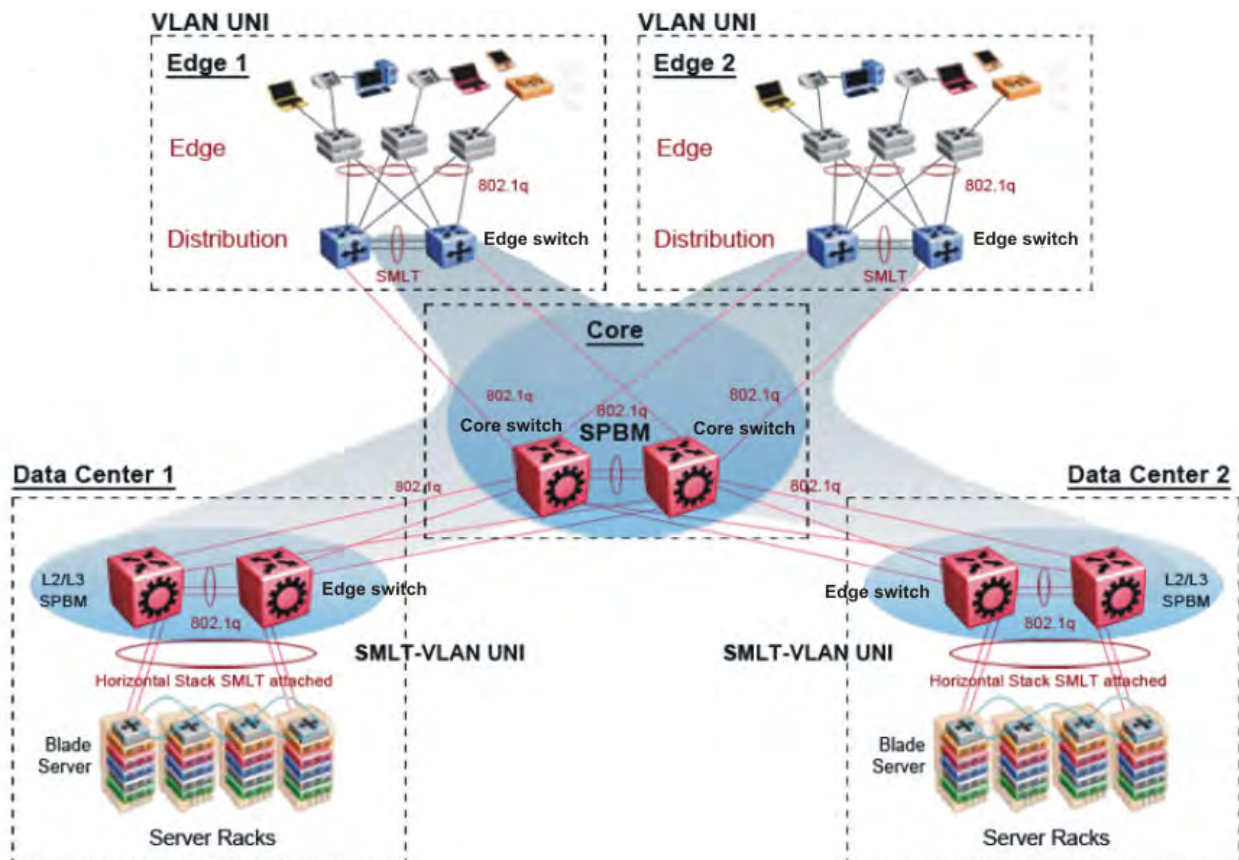 VLAN UNI
VLAN UNI
Edge 1
Edge
802.1q
Distribution
Edge switch
SMLT
Edge 2
Edge
802.1q
Distribution
Edge switch
SMLT
Core
802.1q
802.1q
802.1q
Core switch
SPBM
Core switch
Data Center 1
802.1q
L2/L3
SPBM
Edge switch
802.1q
SMLT-VLAN UNI
Horizontal Stack SMLT attached
Blade
Server
Server Racks
Data Center 2
802.1q
Edge switch
L2/L3
SPBM
802.1q
SMLT-VLAN UNI
Horizontal Stack SMLT attached
Blade
Server
Server Racks